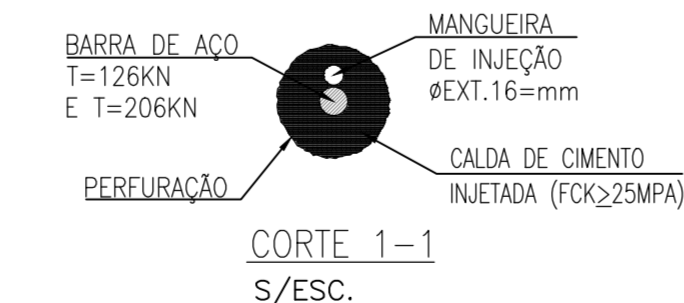 BARRA DE AÇO
T=126KN
E T=206KN
MANGUEIRA
DE INJEÇÃO
ØEXT.16=mm
PERFURAÇÃO
CALDA DE CIMENTO
INJETADA (FCK≥25MPA)
CORTE 1-1
S/ESC.